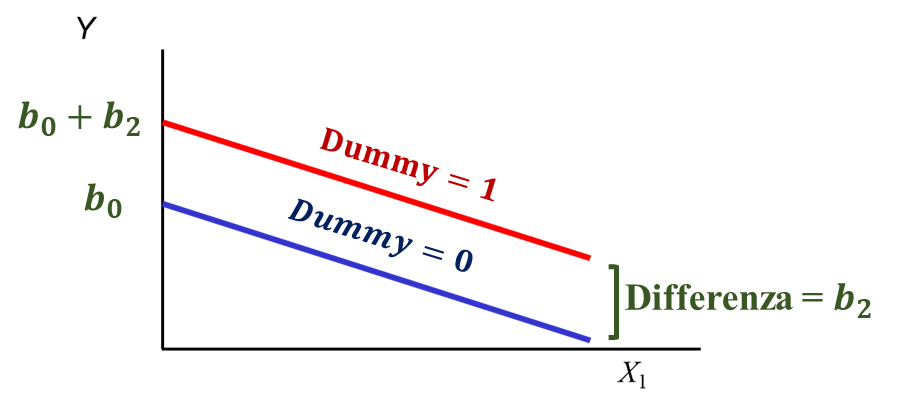 Y
b₀ + b₂
Dummy = 1
b₀
Dummy = 0
Differenza = b₂
X₁